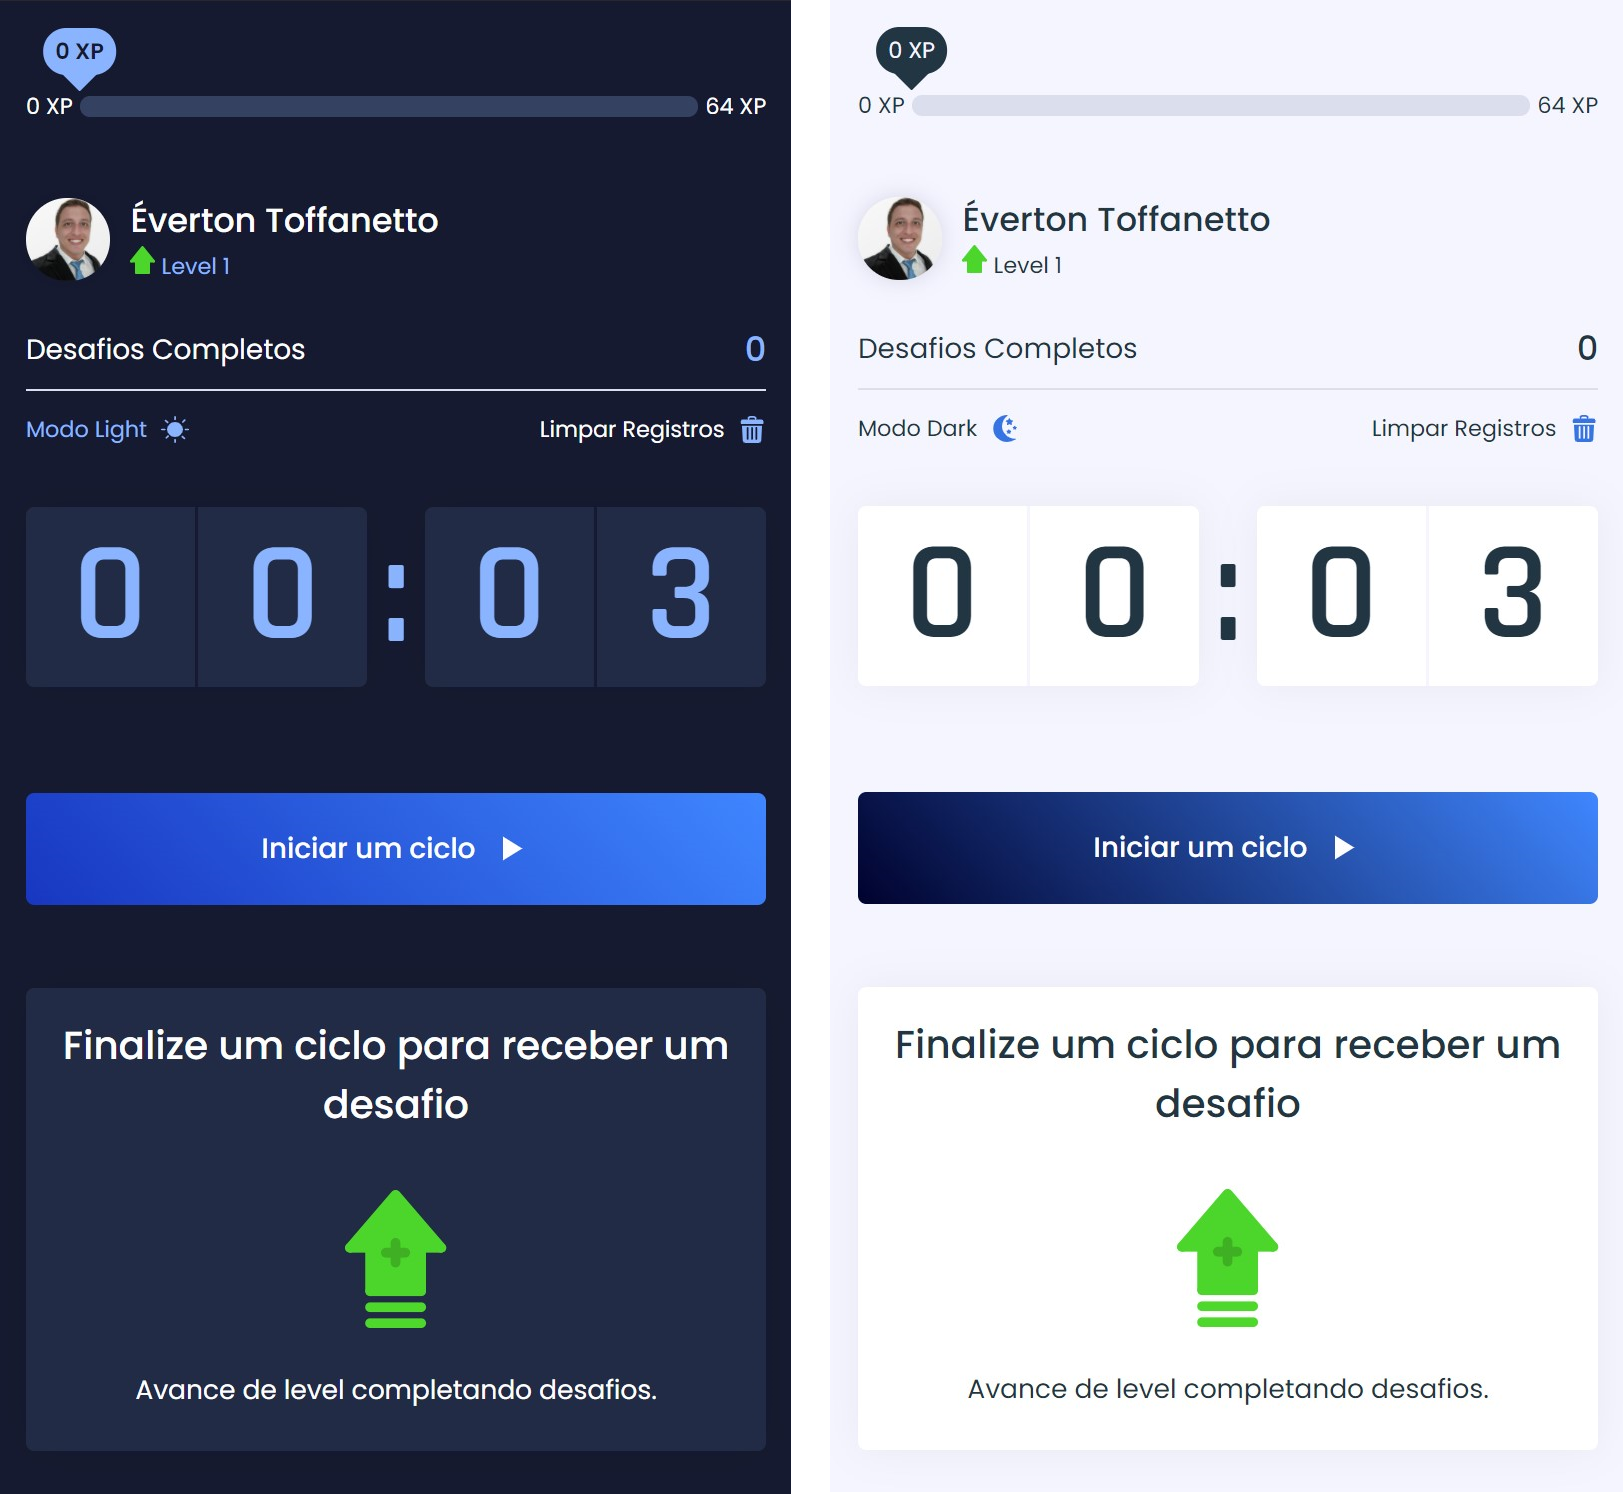 0 XP
0 XP 64 XP
Éverton Toffanetto
Level 1
Desafios Completos 0
Modo Light Limpar Registros
0 0 : 0 3
Iniciar um ciclo
Finalize um ciclo para receber um
desafio
Avance de level completando desafios.
0 XP
0 XP 64 XP
Éverton Toffanetto
Level 1
Desafios Completos 0
Modo Dark Limpar Registros
0 0 : 0 3
Iniciar um ciclo
Finalize um ciclo para receber um
desafio
Avance de level completando desafios.